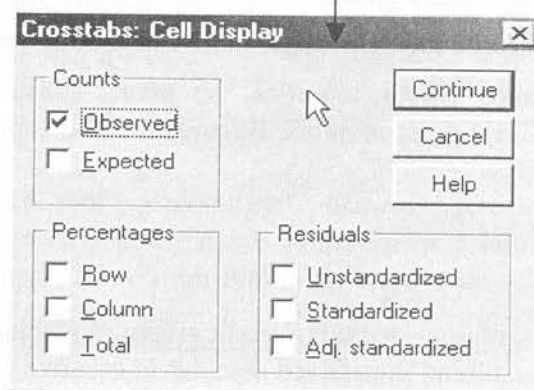 Crosstabs: Cell Display
Counts
Observed
Expected
Continue
Cancel
Help
Percentages
Row
Column
Total
Residuals
Unstandardized
Standardized
Adj. standardized